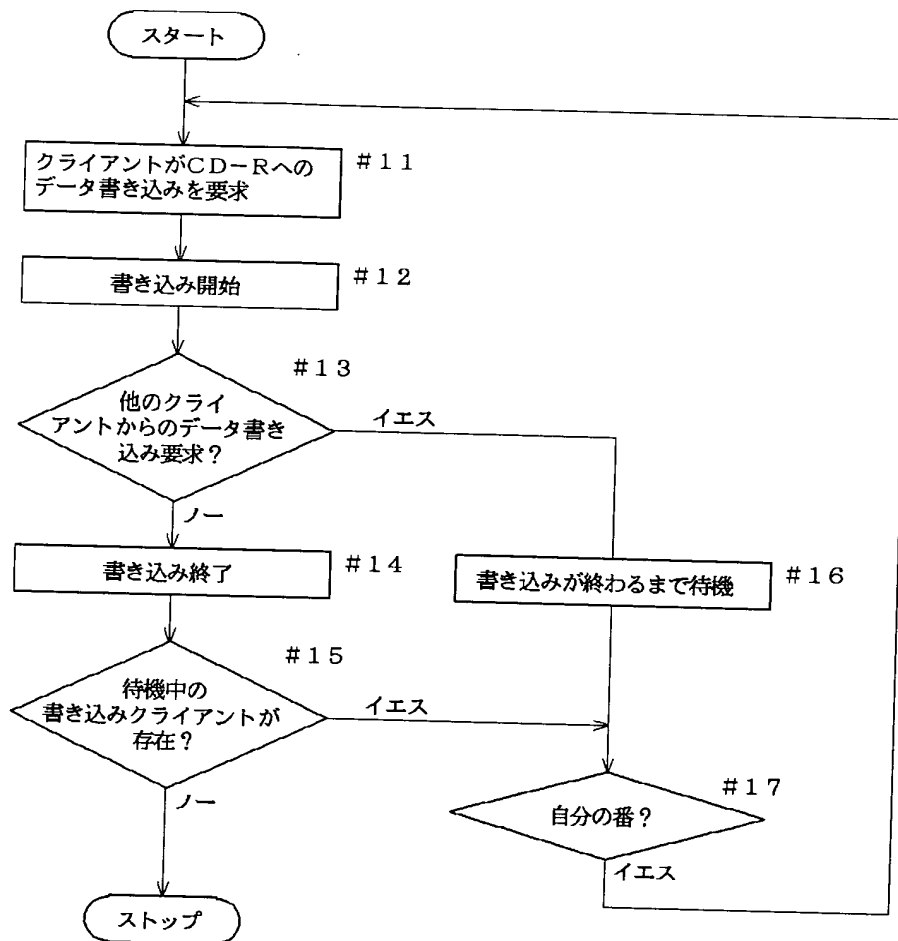 スタート
クライアントがCD－Rへの
データ書き込みを要求
＃11
書き込み開始
＃12
＃13
他のクライ
アントからのデータ書き
込み要求？
イエス
ノー
書き込み終了
＃14
書き込みが終わるまで待機
＃16
＃15
待機中の
書き込みクライアントが
存在？
イエス
ノー
＃17
自分の番？
イエス
ストップ